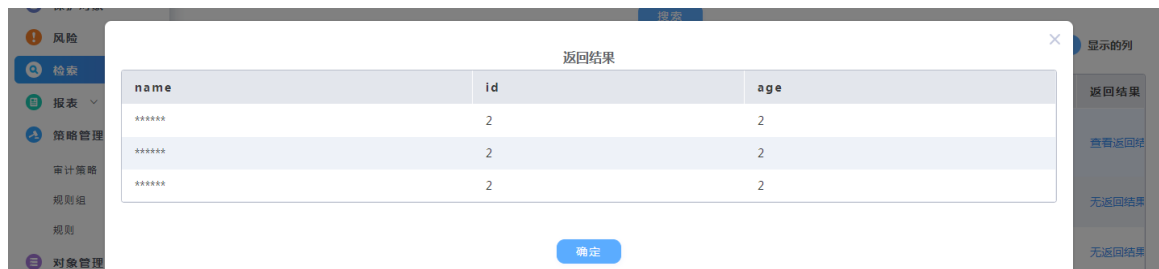 搜索
风险
显示的列
返回结果
检索
name id age
返回结果
报表
****** 2 2
策略管理
****** 2 2
查看返回结
审计策略
****** 2 2
规则组
无返回结果
规则
确定
无返回结果
对象管理